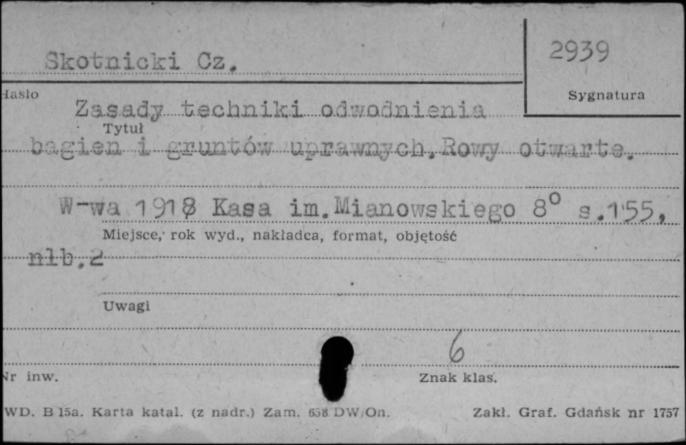 Skotnicki Cz.
2939
Hasło
Sygnatura
Zasady techniki odwodnienia
Tytuł
bagien i gruntów uprawnych.Rowy otwarte.
W-wa 1918 Kasa im.Mianowskiego 8° s.155,
Miejsce, rok wyd., nakładca, format, objętość
nlb.2
Uwagi
6
Nr inw.
Znak klas.
WD. B 15a. Karta katal. (z nadr.) Zam. 658 DW/On.
Zakł. Graf. Gdańsk nr 1757